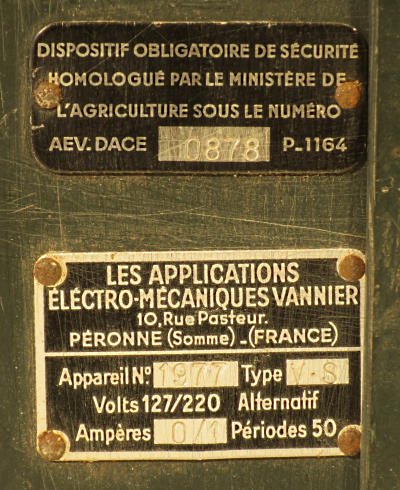 DISPOSITIF OBLIGATOIRE DE SÉCURITÉ
HOMOLOGUÉ PAR LE MINISTÈRE DE
L'AGRICULTURE SOUS LE NUMÉRO
AEV. DACE 0878 P-1164
LES APPLICATIONS
ÉLECTRO-MÉCANIQUES VANNIER
10, Rue Pasteur.
PÉRONNE (Somme) - (FRANCE)
Appareil No. 1977 Type V-S
Volts 127/220 Alternatif
Ampères 0/1 Périodes 50